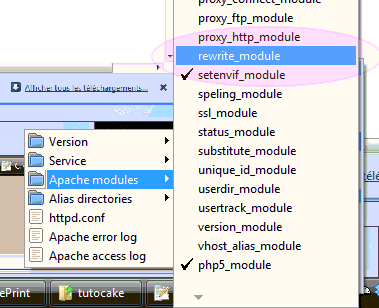 proxy_connect_module
proxy_ftp_module
proxy_http_module
rewrite_module
setenvif_module
speling_module
ssl_module
status_module
substitute_module
unique_id_module
userdir_module
usertrack_module
version_module
vhost_alias_module
php5_module
Afficher tous les téléchargements...
Version
Service
Apache modules
Alias directories
httpd.conf
Apache error log
Apache access log
ePrint
tutocake